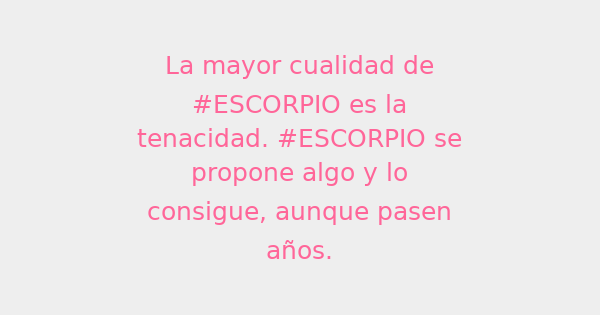 La mayor cualidad de
#ESCORPIO es la
tenacidad. #ESCORPIO se
propone algo y lo
consigue, aunque pasen
años.